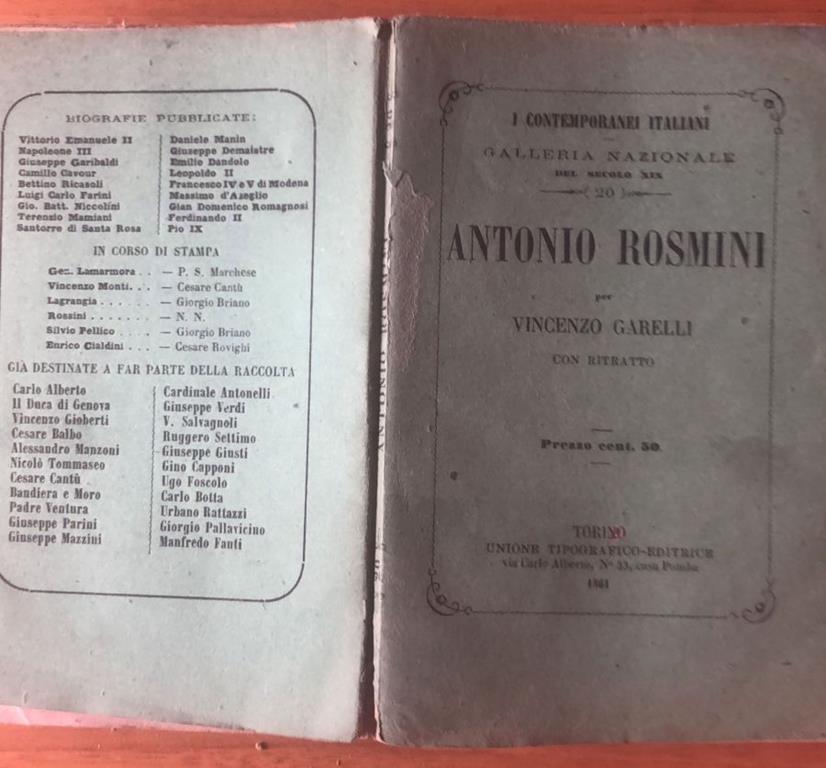 BIOGRAFIE PUBBLICATE:
Vittorio Emanuele II
Napoleone III
Giuseppe Garibaldi
Camillo Cavour
Bettino Ricasoli
Luigi Carlo Farini
Gio. Batt. Niccolini
Terenzio Mamiani
Santorre di Santa Rosa
Daniele Manin
Giuseppe Demaistre
Emilio Dandolo
Leopoldo II
Francesco IV e V di Modena
Massimo d'Azeglio
Gian Domenico Romagnosi
Ferdinando II
Pio IX
IN CORSO DI STAMPA
Gen. Lamarmora . . — P. S. Marchese
Vincenzo Monti. . . — Cesare Cantù
Lagrangia . . . . . . — Giorgio Briano
Rossini . . . . . . . — N. N.
Silvio Pellico . . . . — Giorgio Briano
Enrico Cialdini . . . — Cesare Rovighi
GIÀ DESTINATE A FAR PARTE DELLA RACCOLTA
Carlo Alberto
Il Duca di Genova
Vincenzo Gioberti
Cesare Balbo
Alessandro Manzoni
Nicolò Tommaseo
Cesare Cantù
Bandiera e Moro
Padre Ventura
Giuseppe Parini
Giuseppe Mazzini
Cardinale Antonelli
Giuseppe Verdi
V. Salvagnoli
Ruggero Settimo
Giuseppe Giusti
Gino Capponi
Ugo Foscolo
Carlo Botta
Urbano Rattazzi
Giorgio Pallavicino
Manfredo Fanti
ANTONIO
I CONTEMPORANEI ITALIANI
GALLERIA NAZIONALE
DEL SECOLO XIX
20
ANTONIO ROSMINI
per
VINCENZO GARELLI
CON RITRATTO
Prezzo cent. 50.
TORINO
UNIONE TIPOGRAFICO-EDITRICE
via Carlo Alberto, N° 33, casa Pomba
1861